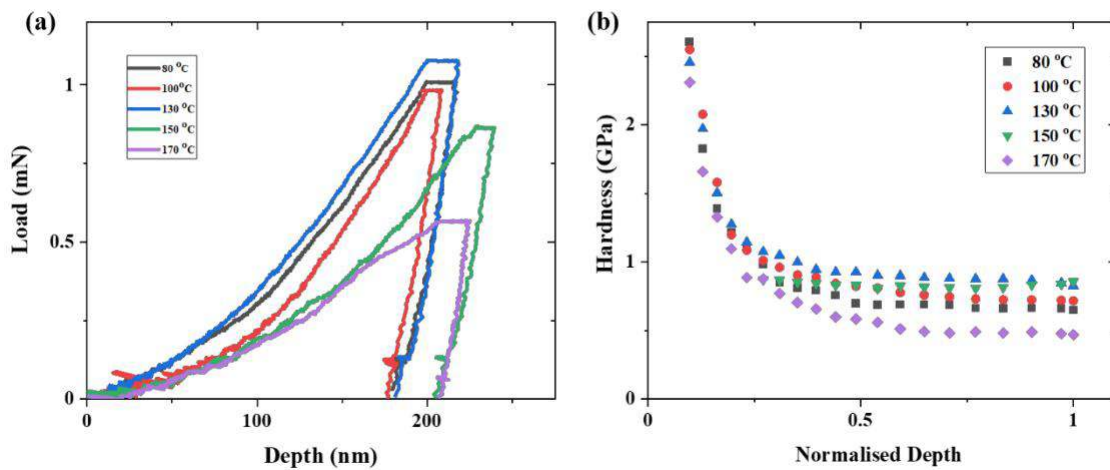 (a)
80 °C
100°C
130 °C
150 °C
170 °C
1
0.5
0
Load (mN)
0
100
200
Depth (nm)
(b)
80 °C
100 °C
130 °C
150 °C
170 °C
2
1
0
Hardness (GPa)
0
0.5
1
Normalised Depth